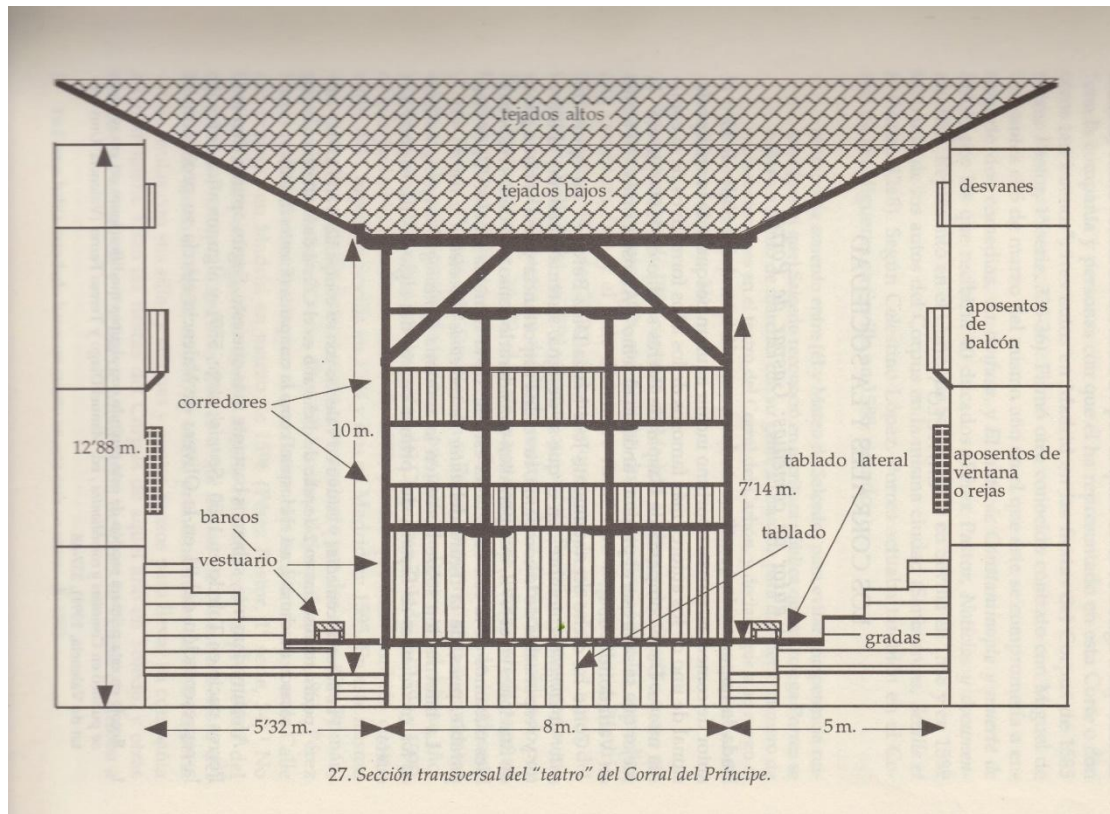 tejados altos
tejados bajos
desvanes
aposentos
de
balcón
corredores
10 m.
12'88 m.
tablado lateral
aposentos de
ventana
o rejas
7'14 m.
bancos
tablado
vestuario
gradas
5'32 m.
8 m.
5 m.
27. Sección transversal del "teatro" del Corral del Príncipe.